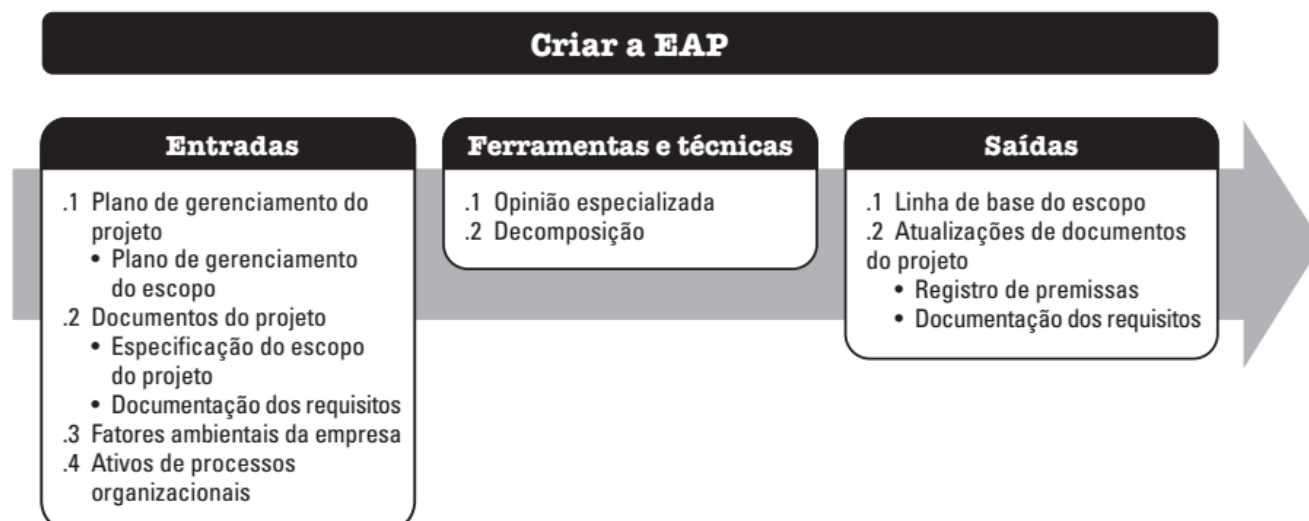 Criar a EAP
Entradas
.1 Plano de gerenciamento do
projeto
• Plano de gerenciamento
do escopo
.2 Documentos do projeto
• Especificação do escopo
do projeto
• Documentação dos requisitos
.3 Fatores ambientais da empresa
.4 Ativos de processos
organizacionais
Ferramentas e técnicas
.1 Opinião especializada
.2 Decomposição
Saídas
.1 Linha de base do escopo
.2 Atualizações de documentos
do projeto
• Registro de premissas
• Documentação dos requisitos